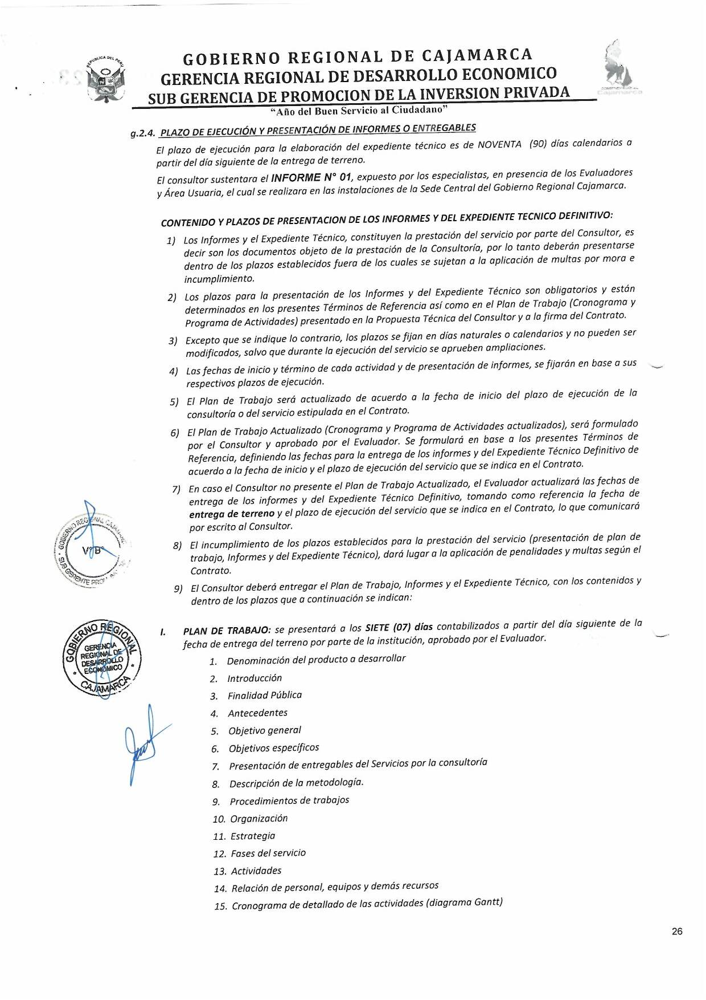 REPUBLICA DEL PERU
GOBIERNO REGIONAL DE CAJAMARCA
GERENCIA REGIONAL DE DESARROLLO ECONOMICO
SUB GERENCIA DE PROMOCION DE LA INVERSION PRIVADA
“Año del Buen Servicio al Ciudadano”
Cajamarca
g.2.4. PLAZO DE EJECUCIÓN Y PRESENTACIÓN DE INFORMES O ENTREGABLES
El plazo de ejecución para la elaboración del expediente técnico es de NOVENTA (90) días calendarios a
partir del día siguiente de la entrega de terreno.
El consultor sustentara el INFORME N° 01, expuesto por los especialistas, en presencia de los Evaluadores
y Área Usuaria, el cual se realizara en las instalaciones de la Sede Central del Gobierno Regional Cajamarca.
CONTENIDO Y PLAZOS DE PRESENTACION DE LOS INFORMES Y DEL EXPEDIENTE TECNICO DEFINITIVO:
1) Los Informes y el Expediente Técnico, constituyen la prestación del servicio por parte del Consultor, es
decir son los documentos objeto de la prestación de la Consultoría, por lo tanto deberán presentarse
dentro de los plazos establecidos fuera de los cuales se sujetan a la aplicación de multas por mora e
incumplimiento.
2) Los plazos para la presentación de los Informes y del Expediente Técnico son obligatorios y están
determinados en los presentes Términos de Referencia así como en el Plan de Trabajo (Cronograma y
Programa de Actividades) presentado en la Propuesta Técnica del Consultor y a la firma del Contrato.
3) Excepto que se indique lo contrario, los plazos se fijan en días naturales o calendarios y no pueden ser
modificados, salvo que durante la ejecución del servicio se aprueben ampliaciones.
4) Las fechas de inicio y término de cada actividad y de presentación de informes, se fijarán en base a sus
respectivos plazos de ejecución.
5) El Plan de Trabajo será actualizado de acuerdo a la fecha de inicio del plazo de ejecución de la
consultoría o del servicio estipulada en el Contrato.
6) El Plan de Trabajo Actualizado (Cronograma y Programa de Actividades actualizados), será formulado
por el Consultor y aprobado por el Evaluador. Se formulará en base a los presentes Términos de
Referencia, definiendo las fechas para la entrega de los informes y del Expediente Técnico Definitivo de
acuerdo a la fecha de inicio y el plazo de ejecución del servicio que se indica en el Contrato.
7) En caso el Consultor no presente el Plan de Trabajo Actualizado, el Evaluador actualizará las fechas de
entrega de los informes y del Expediente Técnico Definitivo, tomando como referencia la fecha de
entrega de terreno y el plazo de ejecución del servicio que se indica en el Contrato, lo que comunicará
por escrito al Consultor.
8) El incumplimiento de los plazos establecidos para la prestación del servicio (presentación de plan de
trabajo, Informes y del Expediente Técnico), dará lugar a la aplicación de penalidades y multas según el
Contrato.
9) El Consultor deberá entregar el Plan de Trabajo, Informes y el Expediente Técnico, con los contenidos y
dentro de los plazos que a continuación se indican:
V°B°
GOBIERNO REGIONAL
GERENCIA
REGIONAL DE
DESARROLLO
ECONOMICO
CAJAMARCA
I. PLAN DE TRABAJO: se presentará a los SIETE (07) días contabilizados a partir del día siguiente de la
fecha de entrega del terreno por parte de la institución, aprobado por el Evaluador.
1. Denominación del producto a desarrollar
2. Introducción
3. Finalidad Pública
4. Antecedentes
5. Objetivo general
6. Objetivos específicos
7. Presentación de entregables del Servicios por la consultoría
8. Descripción de la metodología.
9. Procedimientos de trabajos
10. Organización
11. Estrategia
12. Fases del servicio
13. Actividades
14. Relación de personal, equipos y demás recursos
15. Cronograma de detallado de las actividades (diagrama Gantt)
26